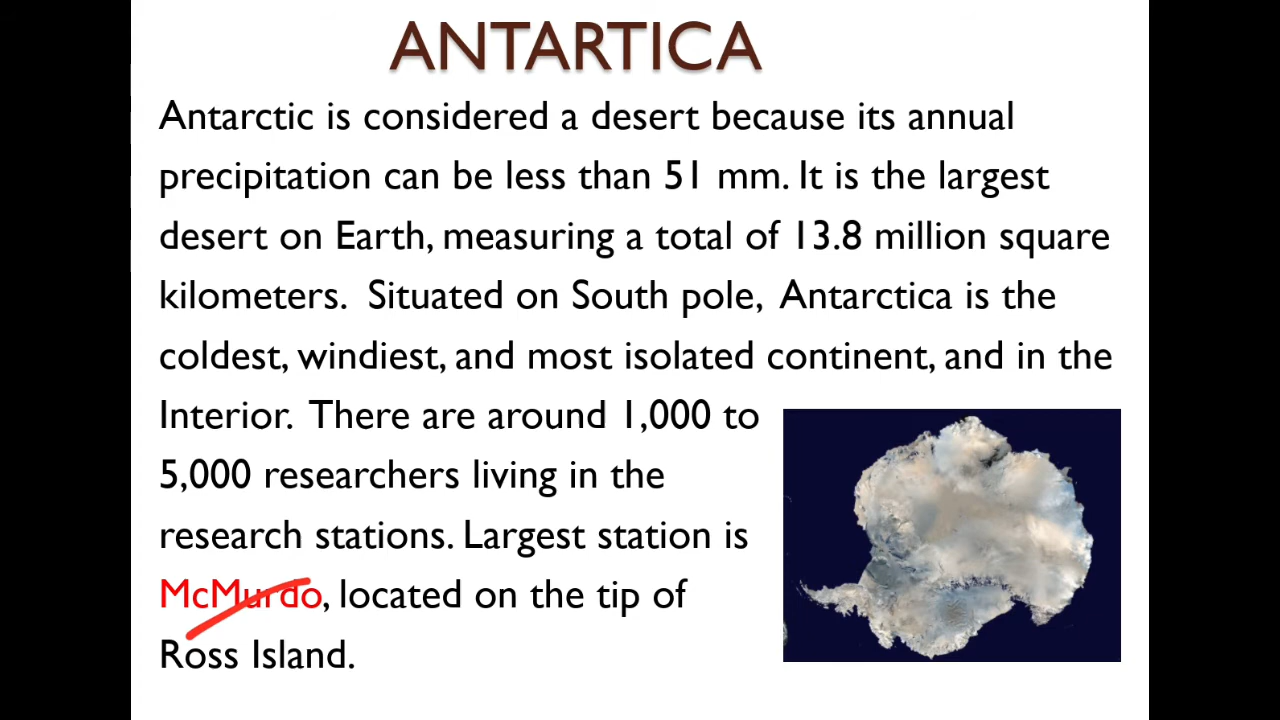 ANTARTICA
Antarctic is considered a desert because its annual
precipitation can be less than 51 mm. It is the largest
desert on Earth, measuring a total of 13.8 million square
kilometers. Situated on South pole, Antarctica is the
coldest, windiest, and most isolated continent, and in the
Interior. There are around 1,000 to
5,000 researchers living in the
research stations. Largest station is
McMurdo, located on the tip of
Ross Island.